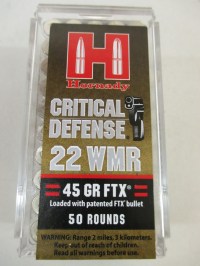 H
Hornady
CRITICAL
DEFENSE
22 WMR
45 GR FTX®
Loaded with patented FTX® bullet
50 ROUNDS
WARNING: Range 2 miles, 3 kilometers.
Keep out of reach of children.
Read all warnings before use.